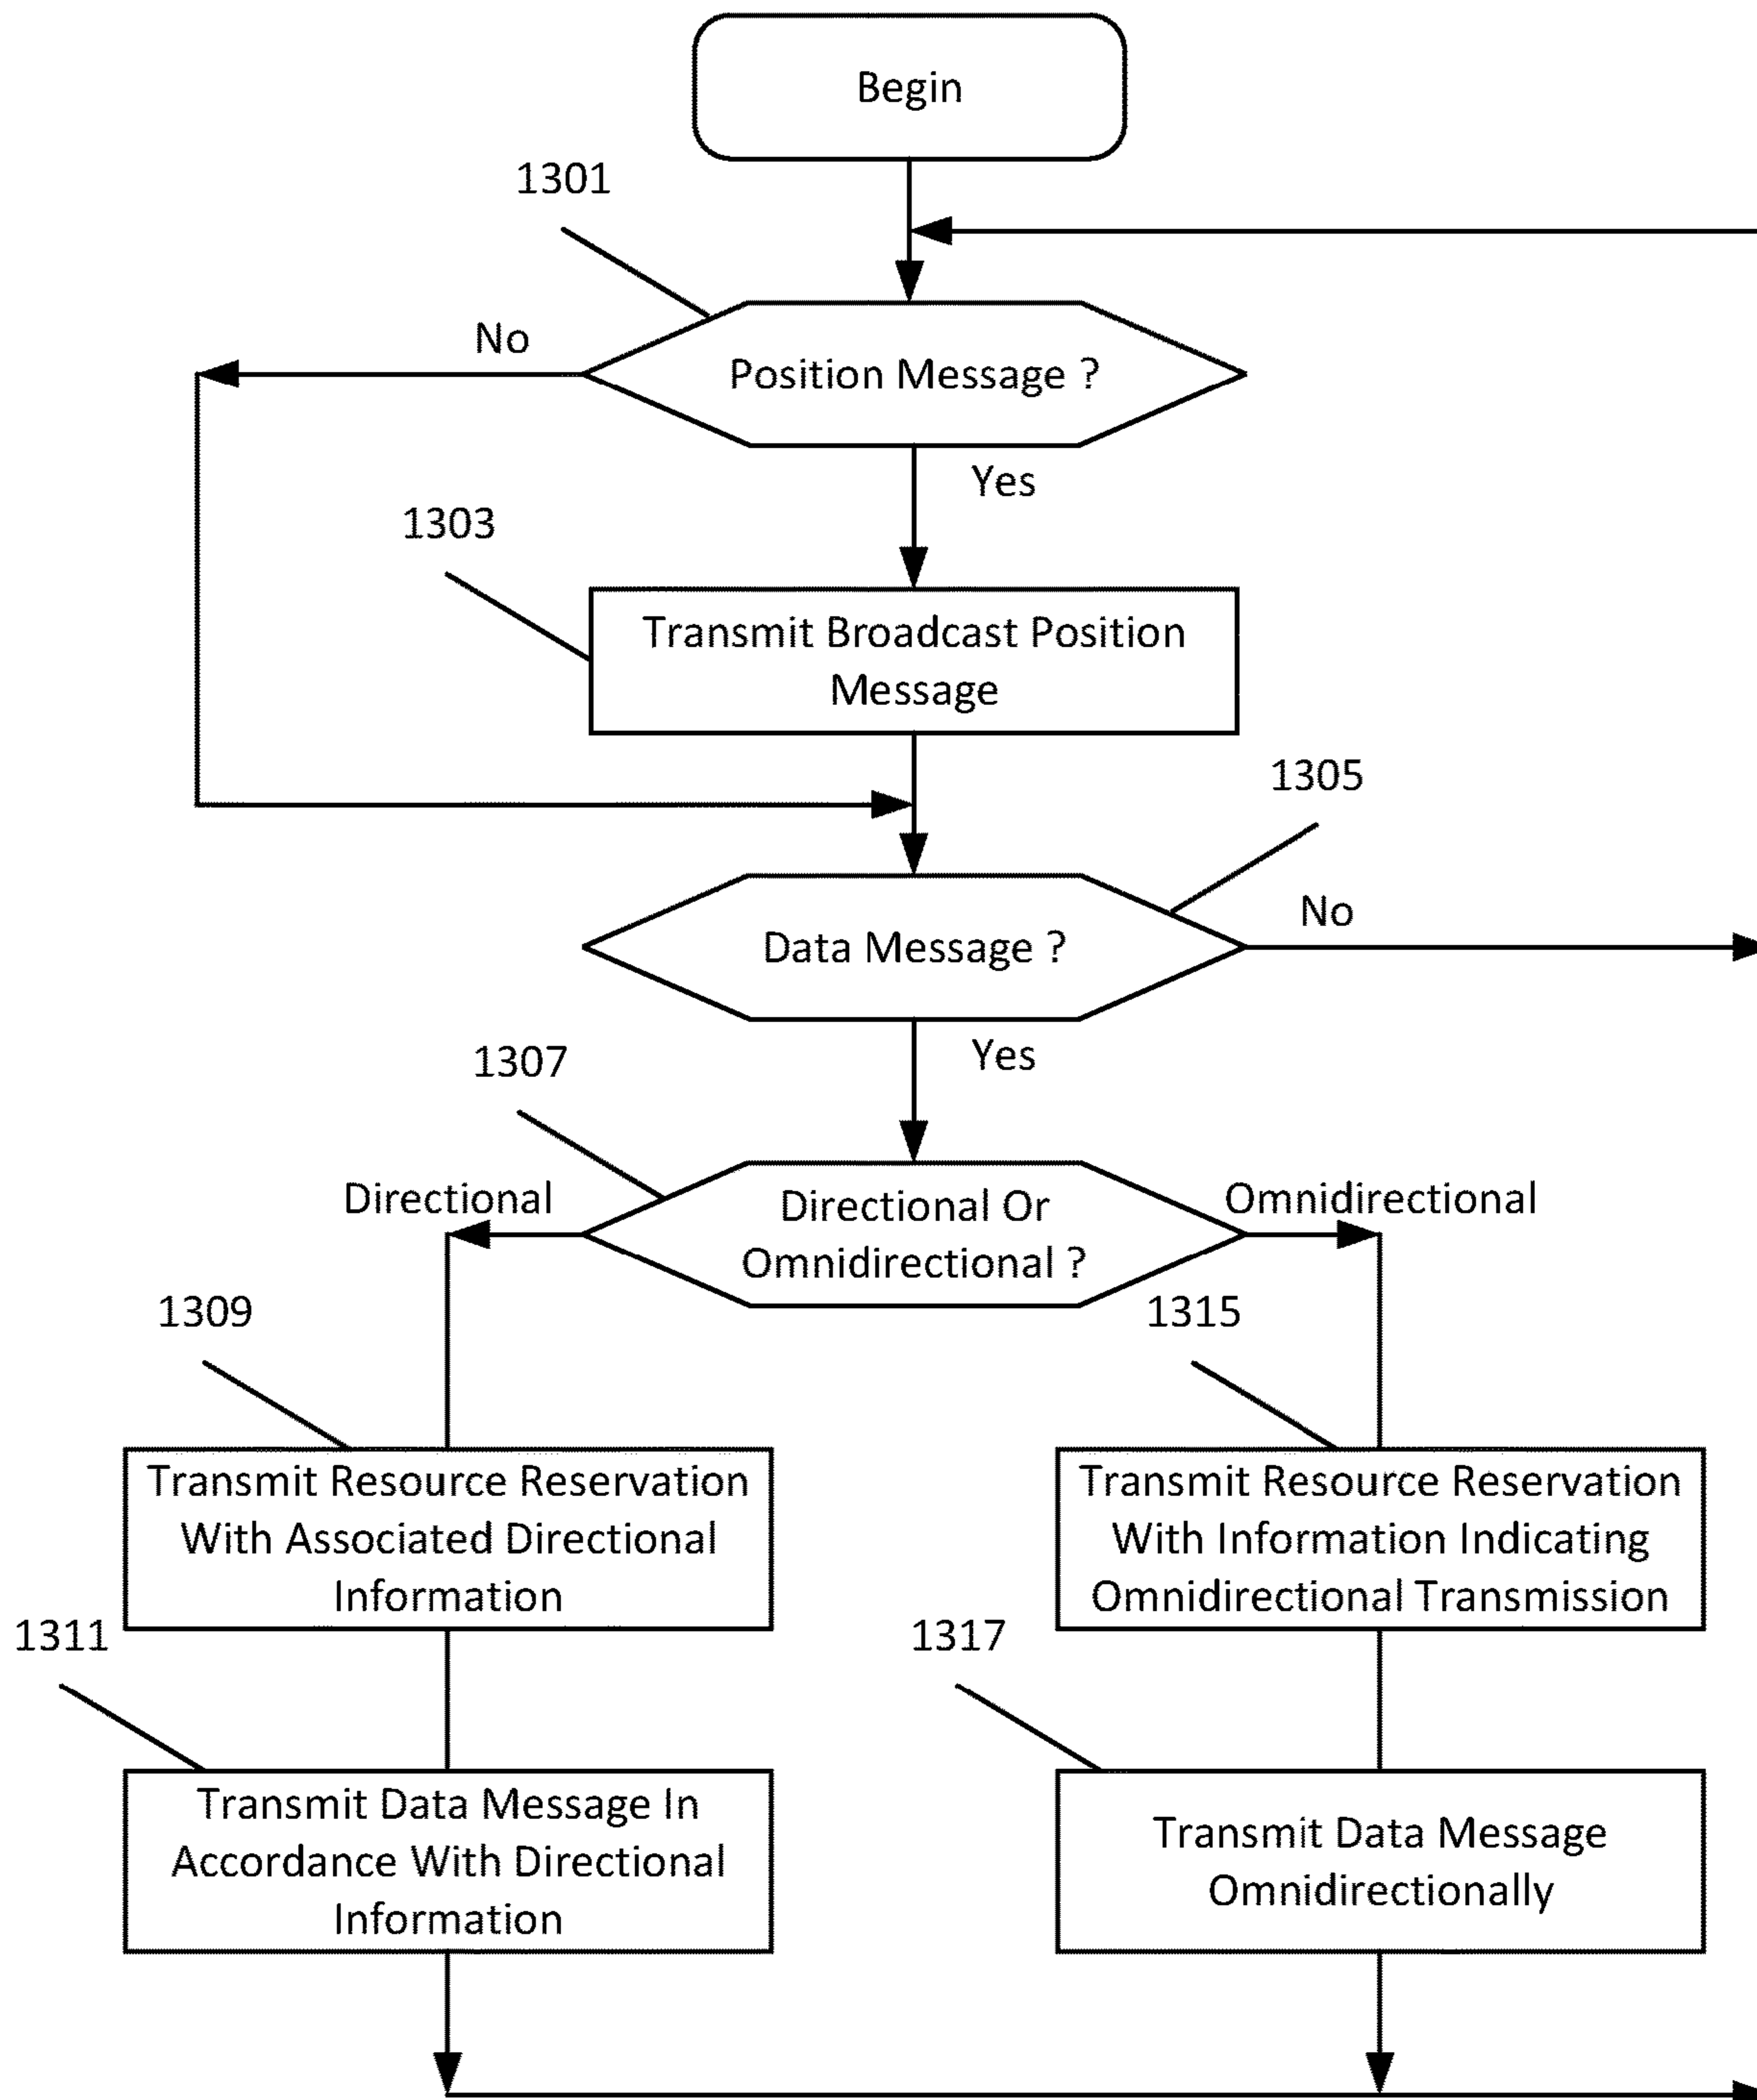 Begin
1301
No
Position Message ?
Yes
1303
Transmit Broadcast Position
Message
1305
No
Data Message ?
Yes
1307
Directional
Directional Or
Omnidirectional ?
Omnidirectional
1309
1315
Transmit Resource Reservation
With Associated Directional
Information
Transmit Resource Reservation
With Information Indicating
Omnidirectional Transmission
1311
1317
Transmit Data Message In
Accordance With Directional
Information
Transmit Data Message
Omnidirectionally